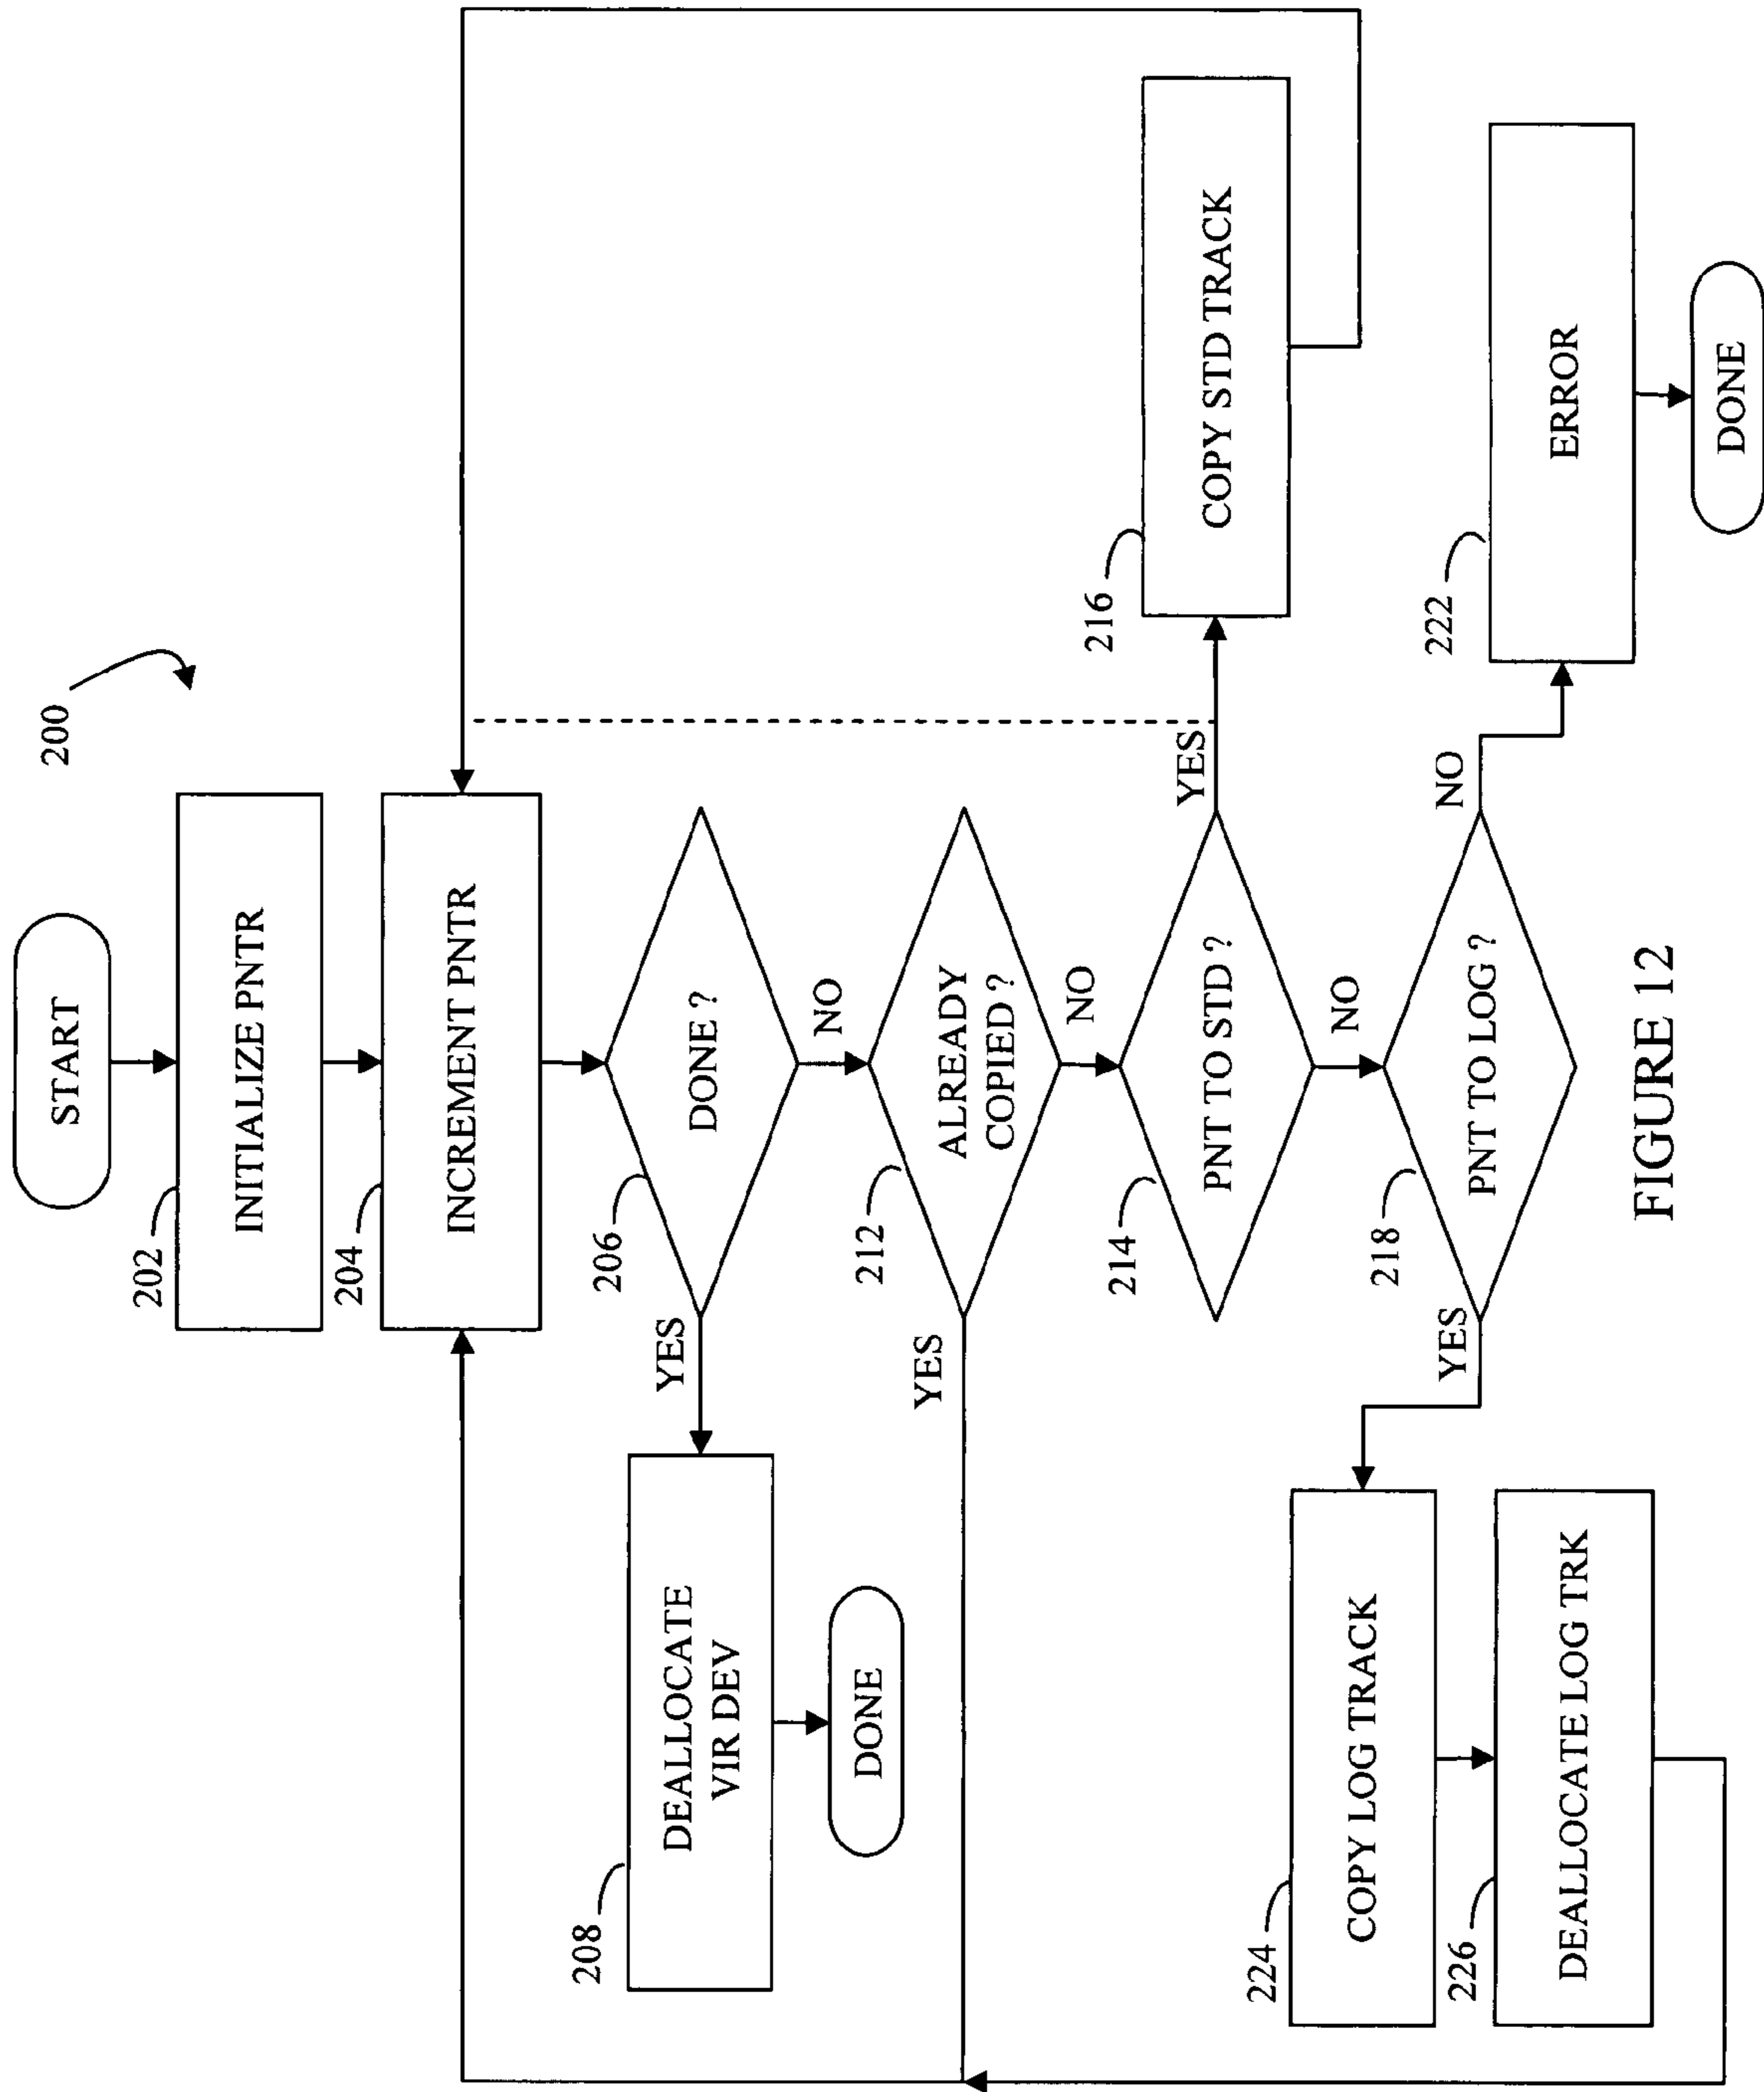 200
START
202
INITIALIZE PNTR
204
INCREMENT PNTR
206
DONE ?
YES
NO
208
DEALLOCATE
VIR DEV
DONE
212
ALREADY
COPIED ?
YES
NO
214
PNT TO STD ?
YES
NO
216
COPY STD TRACK
218
PNT TO LOG ?
YES
NO
222
ERROR
DONE
224
COPY LOG TRACK
226
DEALLOCATE LOG TRK
FIGURE 12